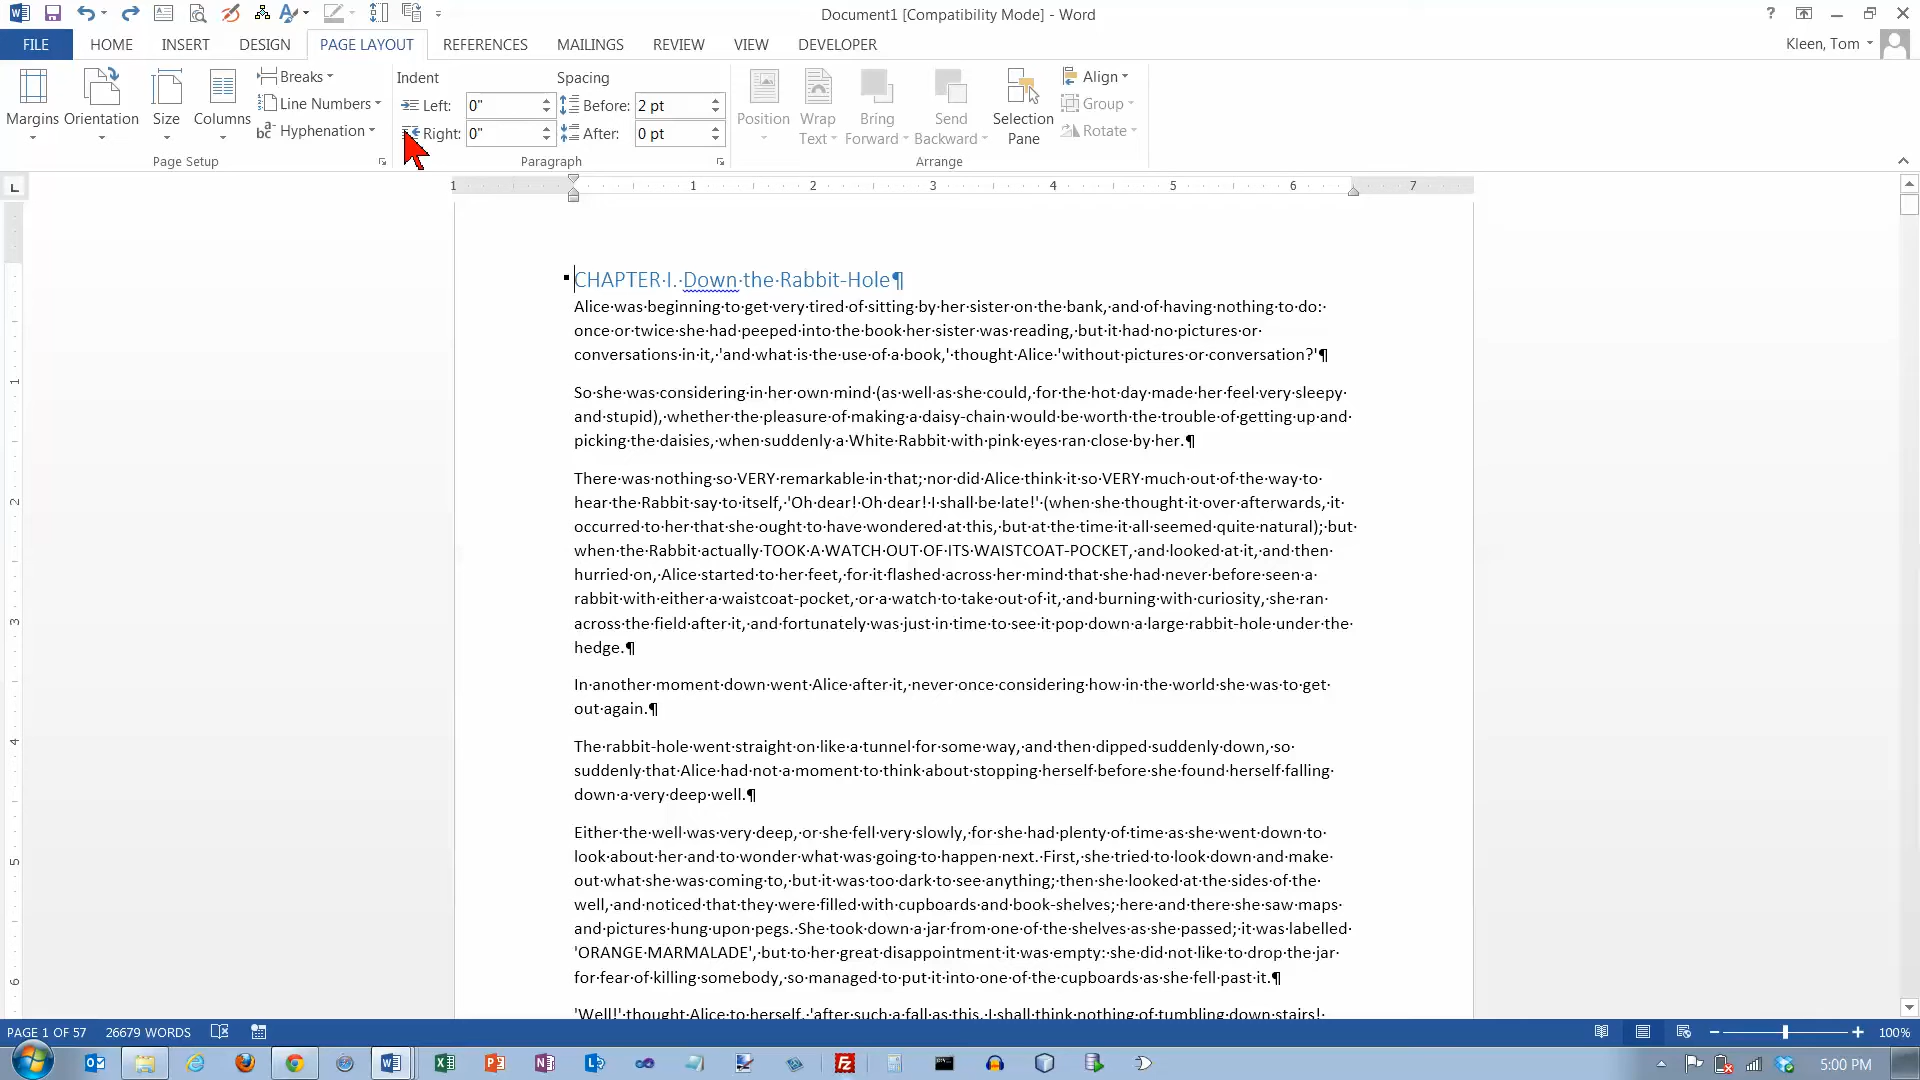 Document1 [Compatibility Mode] - Word
FILE HOME INSERT DESIGN PAGE LAYOUT REFERENCES MAILINGS REVIEW VIEW DEVELOPER Kleen, Tom
Margins Orientation Size Columns
Breaks
Line Numbers
Hyphenation
Page Setup
Indent Spacing
Left: 0" Before: 2 pt
Right: 0" After: 0 pt
Paragraph
Position Wrap Text Bring Forward Send Backward Selection Pane
Align
Group
Rotate
Arrange
L
1 1 2 3 4 5 6 7
CHAPTER·I.·Down·the·Rabbit-Hole¶
Alice·was·beginning·to·get·very·tired·of·sitting·by·her·sister·on·the·bank,·and·of·having·nothing·to·do:·
once·or·twice·she·had·peeped·into·the·book·her·sister·was·reading,·but·it·had·no·pictures·or·
conversations·in·it,·'and·what·is·the·use·of·a·book,'·thought·Alice·'without·pictures·or·conversation?'¶
So·she·was·considering·in·her·own·mind·(as·well·as·she·could,·for·the·hot·day·made·her·feel·very·sleepy·
and·stupid),·whether·the·pleasure·of·making·a·daisy-chain·would·be·worth·the·trouble·of·getting·up·and·
picking·the·daisies,·when·suddenly·a·White·Rabbit·with·pink·eyes·ran·close·by·her.¶
There·was·nothing·so·VERY·remarkable·in·that;·nor·did·Alice·think·it·so·VERY·much·out·of·the·way·to·
hear·the·Rabbit·say·to·itself,·'Oh·dear!·Oh·dear!·I·shall·be·late!'·(when·she·thought·it·over·afterwards,·it·
occurred·to·her·that·she·ought·to·have·wondered·at·this,·but·at·the·time·it·all·seemed·quite·natural);·but·
when·the·Rabbit·actually·TOOK·A·WATCH·OUT·OF·ITS·WAISTCOAT-POCKET,·and·looked·at·it,·and·then·
hurried·on,·Alice·started·to·her·feet,·for·it·flashed·across·her·mind·that·she·had·never·before·seen·a·
rabbit·with·either·a·waistcoat-pocket,·or·a·watch·to·take·out·of·it,·and·burning·with·curiosity,·she·ran·
across·the·field·after·it,·and·fortunately·was·just·in·time·to·see·it·pop·down·a·large·rabbit-hole·under·the·
hedge.¶
In·another·moment·down·went·Alice·after·it,·never·once·considering·how·in·the·world·she·was·to·get·
out·again.¶
The·rabbit-hole·went·straight·on·like·a·tunnel·for·some·way,·and·then·dipped·suddenly·down,·so·
suddenly·that·Alice·had·not·a·moment·to·think·about·stopping·herself·before·she·found·herself·falling·
down·a·very·deep·well.¶
Either·the·well·was·very·deep,·or·she·fell·very·slowly,·for·she·had·plenty·of·time·as·she·went·down·to·
look·about·her·and·to·wonder·what·was·going·to·happen·next.·First,·she·tried·to·look·down·and·make·
out·what·she·was·coming·to,·but·it·was·too·dark·to·see·anything;·then·she·looked·at·the·sides·of·the·
well,·and·noticed·that·they·were·filled·with·cupboards·and·book-shelves;·here·and·there·she·saw·maps·
and·pictures·hung·upon·pegs.·She·took·down·a·jar·from·one·of·the·shelves·as·she·passed;·it·was·labelled·
'ORANGE·MARMALADE',·but·to·her·great·disappointment·it·was·empty:·she·did·not·like·to·drop·the·jar·
for·fear·of·killing·somebody,·so·managed·to·put·it·into·one·of·the·cupboards·as·she·fell·past·it.¶
'Well!'·thought·Alice·to·herself,·'after·such·a·fall·as·this,·I·shall·think·nothing·of·tumbling·down·stairs!·
1
2
3
4
5
6
PAGE 1 OF 57 26679 WORDS 100%
5:00 PM